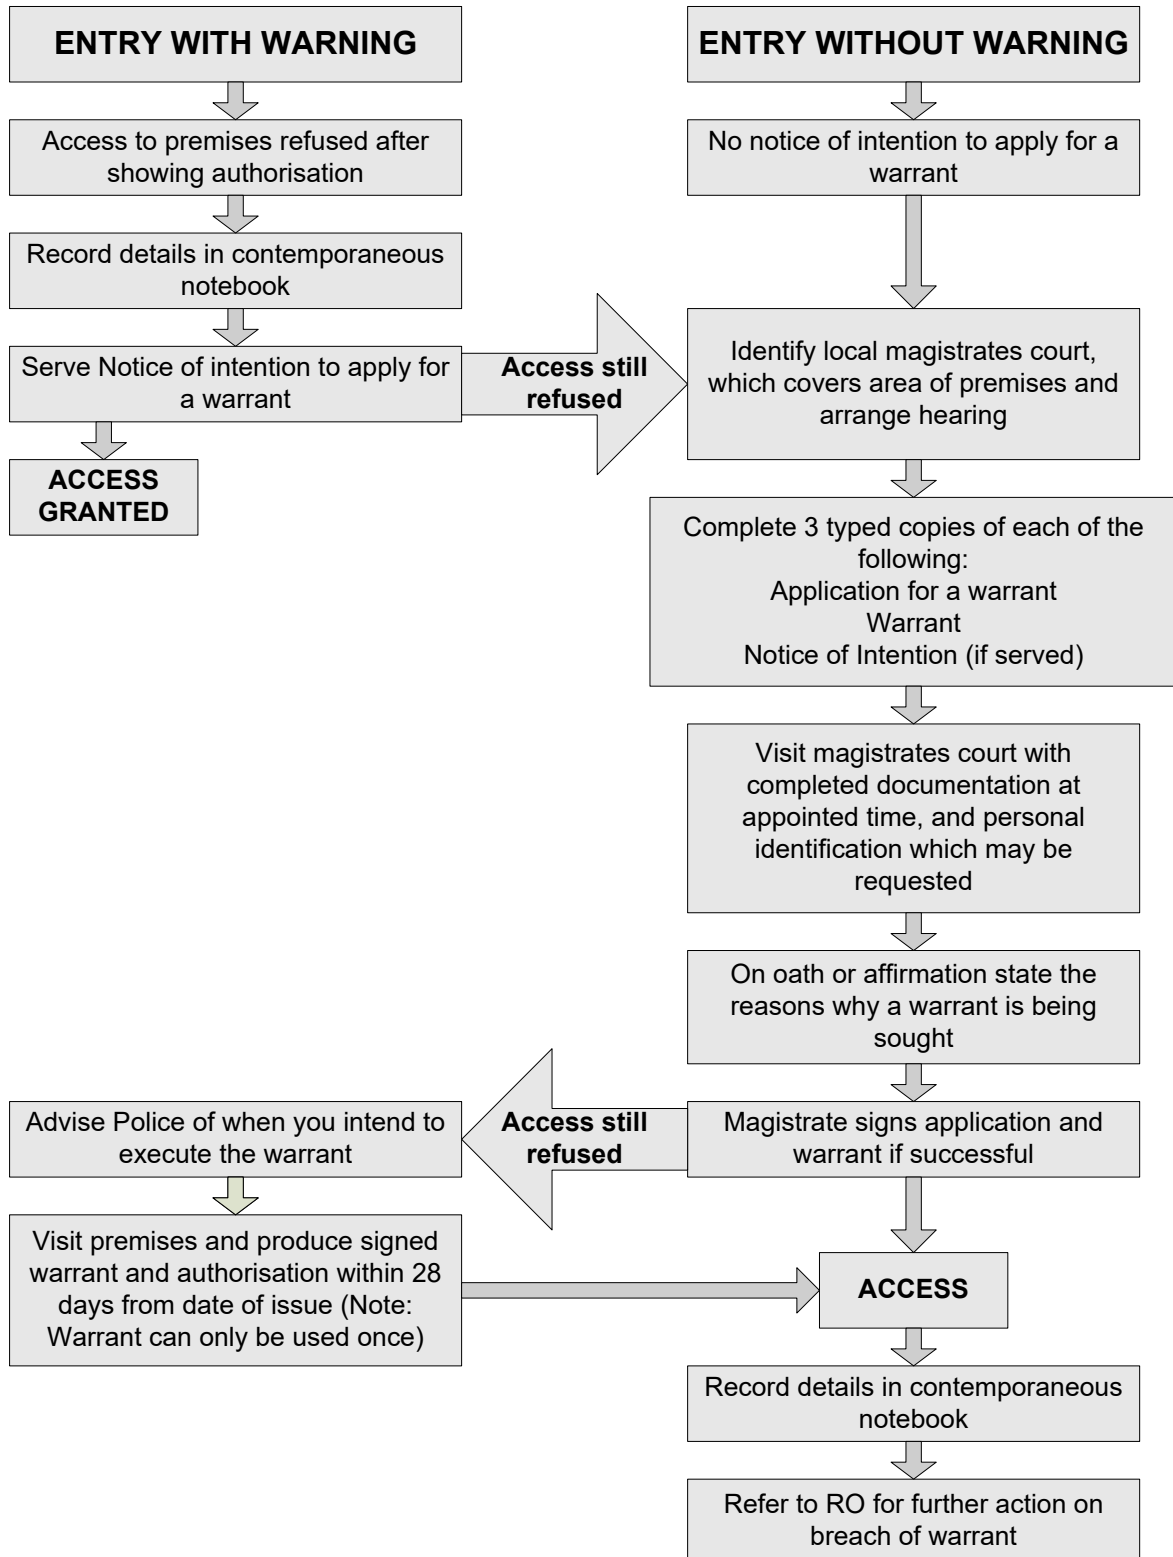 ENTRY WITH WARNING
Access to premises refused after
showing authorisation
Record details in contemporaneous
notebook
Serve Notice of intention to apply for
a warrant
ACCESS
GRANTED
Access still
refused
ENTRY WITHOUT WARNING
No notice of intention to apply for a
warrant
Identify local magistrates court,
which covers area of premises and
arrange hearing
Complete 3 typed copies of each of the
following:
Application for a warrant
Warrant
Notice of Intention (if served)
Visit magistrates court with
completed documentation at
appointed time, and personal
identification which may be
requested
On oath or affirmation state the
reasons why a warrant is being
sought
Magistrate signs application and
warrant if successful
Access still
refused
Advise Police of when you intend to
execute the warrant
Visit premises and produce signed
warrant and authorisation within 28
days from date of issue (Note:
Warrant can only be used once)
ACCESS
Record details in contemporaneous
notebook
Refer to RO for further action on
breach of warrant